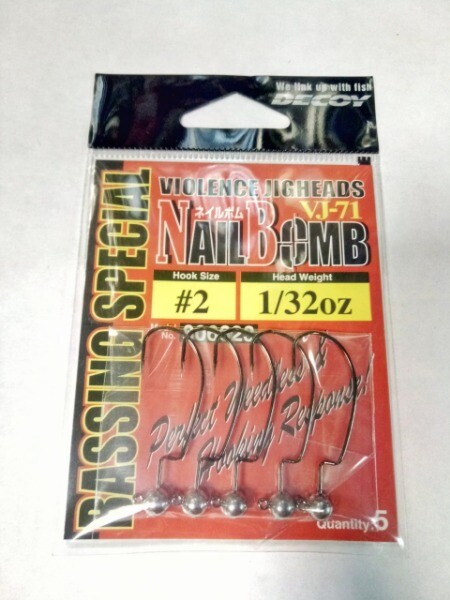 We link up with fish
DECOY
BASSING SPECIAL
VIOLENCE JIGHEADS
ネイルボム
VJ-71
NAIL BOMB
Hook Size
Head Weight
#2
1/32oz
No.
Perfect Weedless &
Hooking Response!
Quantity:5